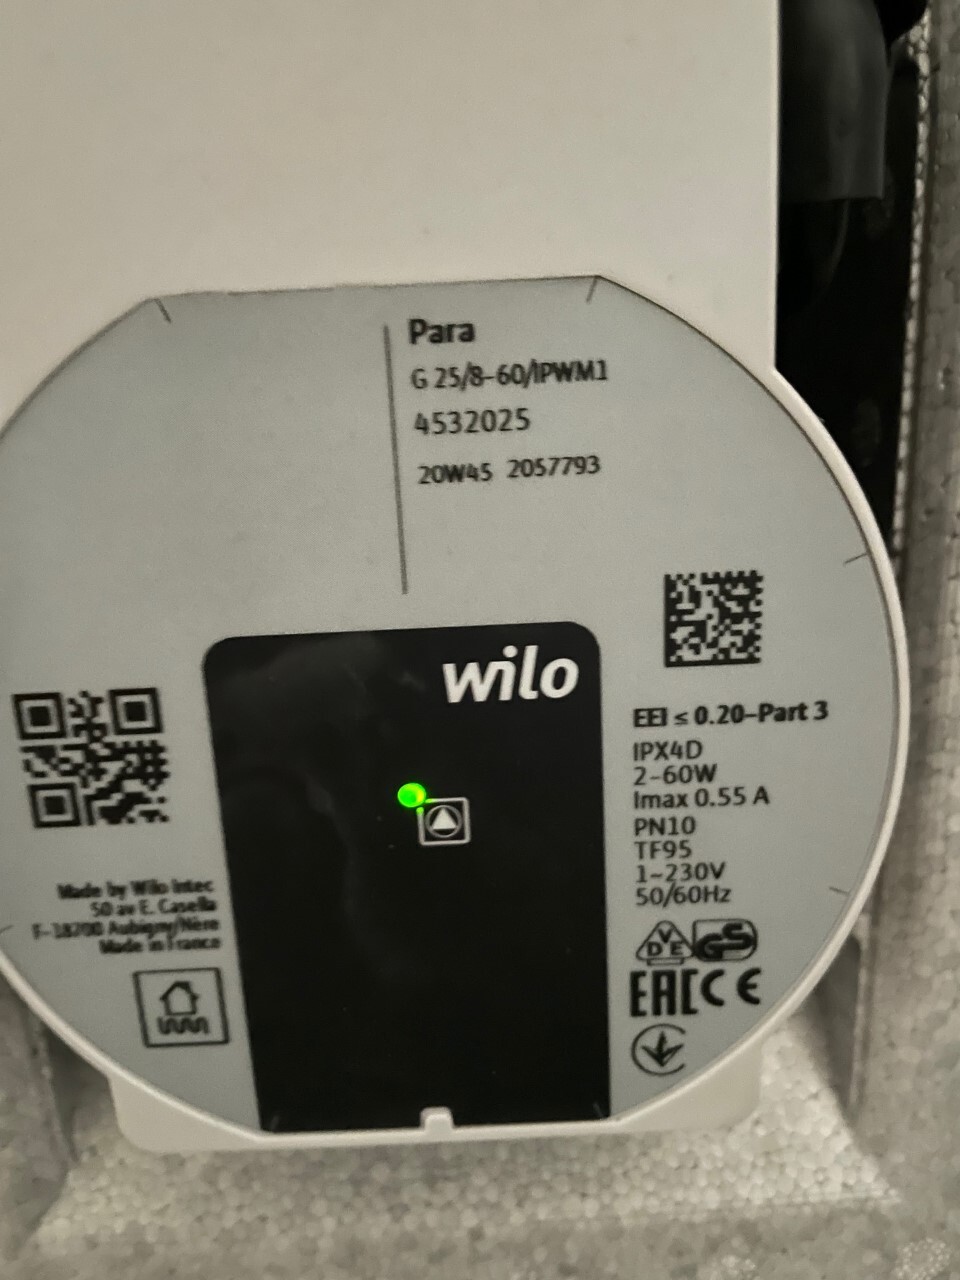 Para
G 25/8-60/IPWM1
4532025
20W45 2057793
wilo
EEI ≤ 0.20-Part 3
IPX4D
2-60W
Imax 0.55 A
PN10
TF95
1~230V
50/60Hz
Made by Wilo Intec
50 av E. Casella
F-18700 Aubigny/Nère
Made in France
VDE GS
EAC CE